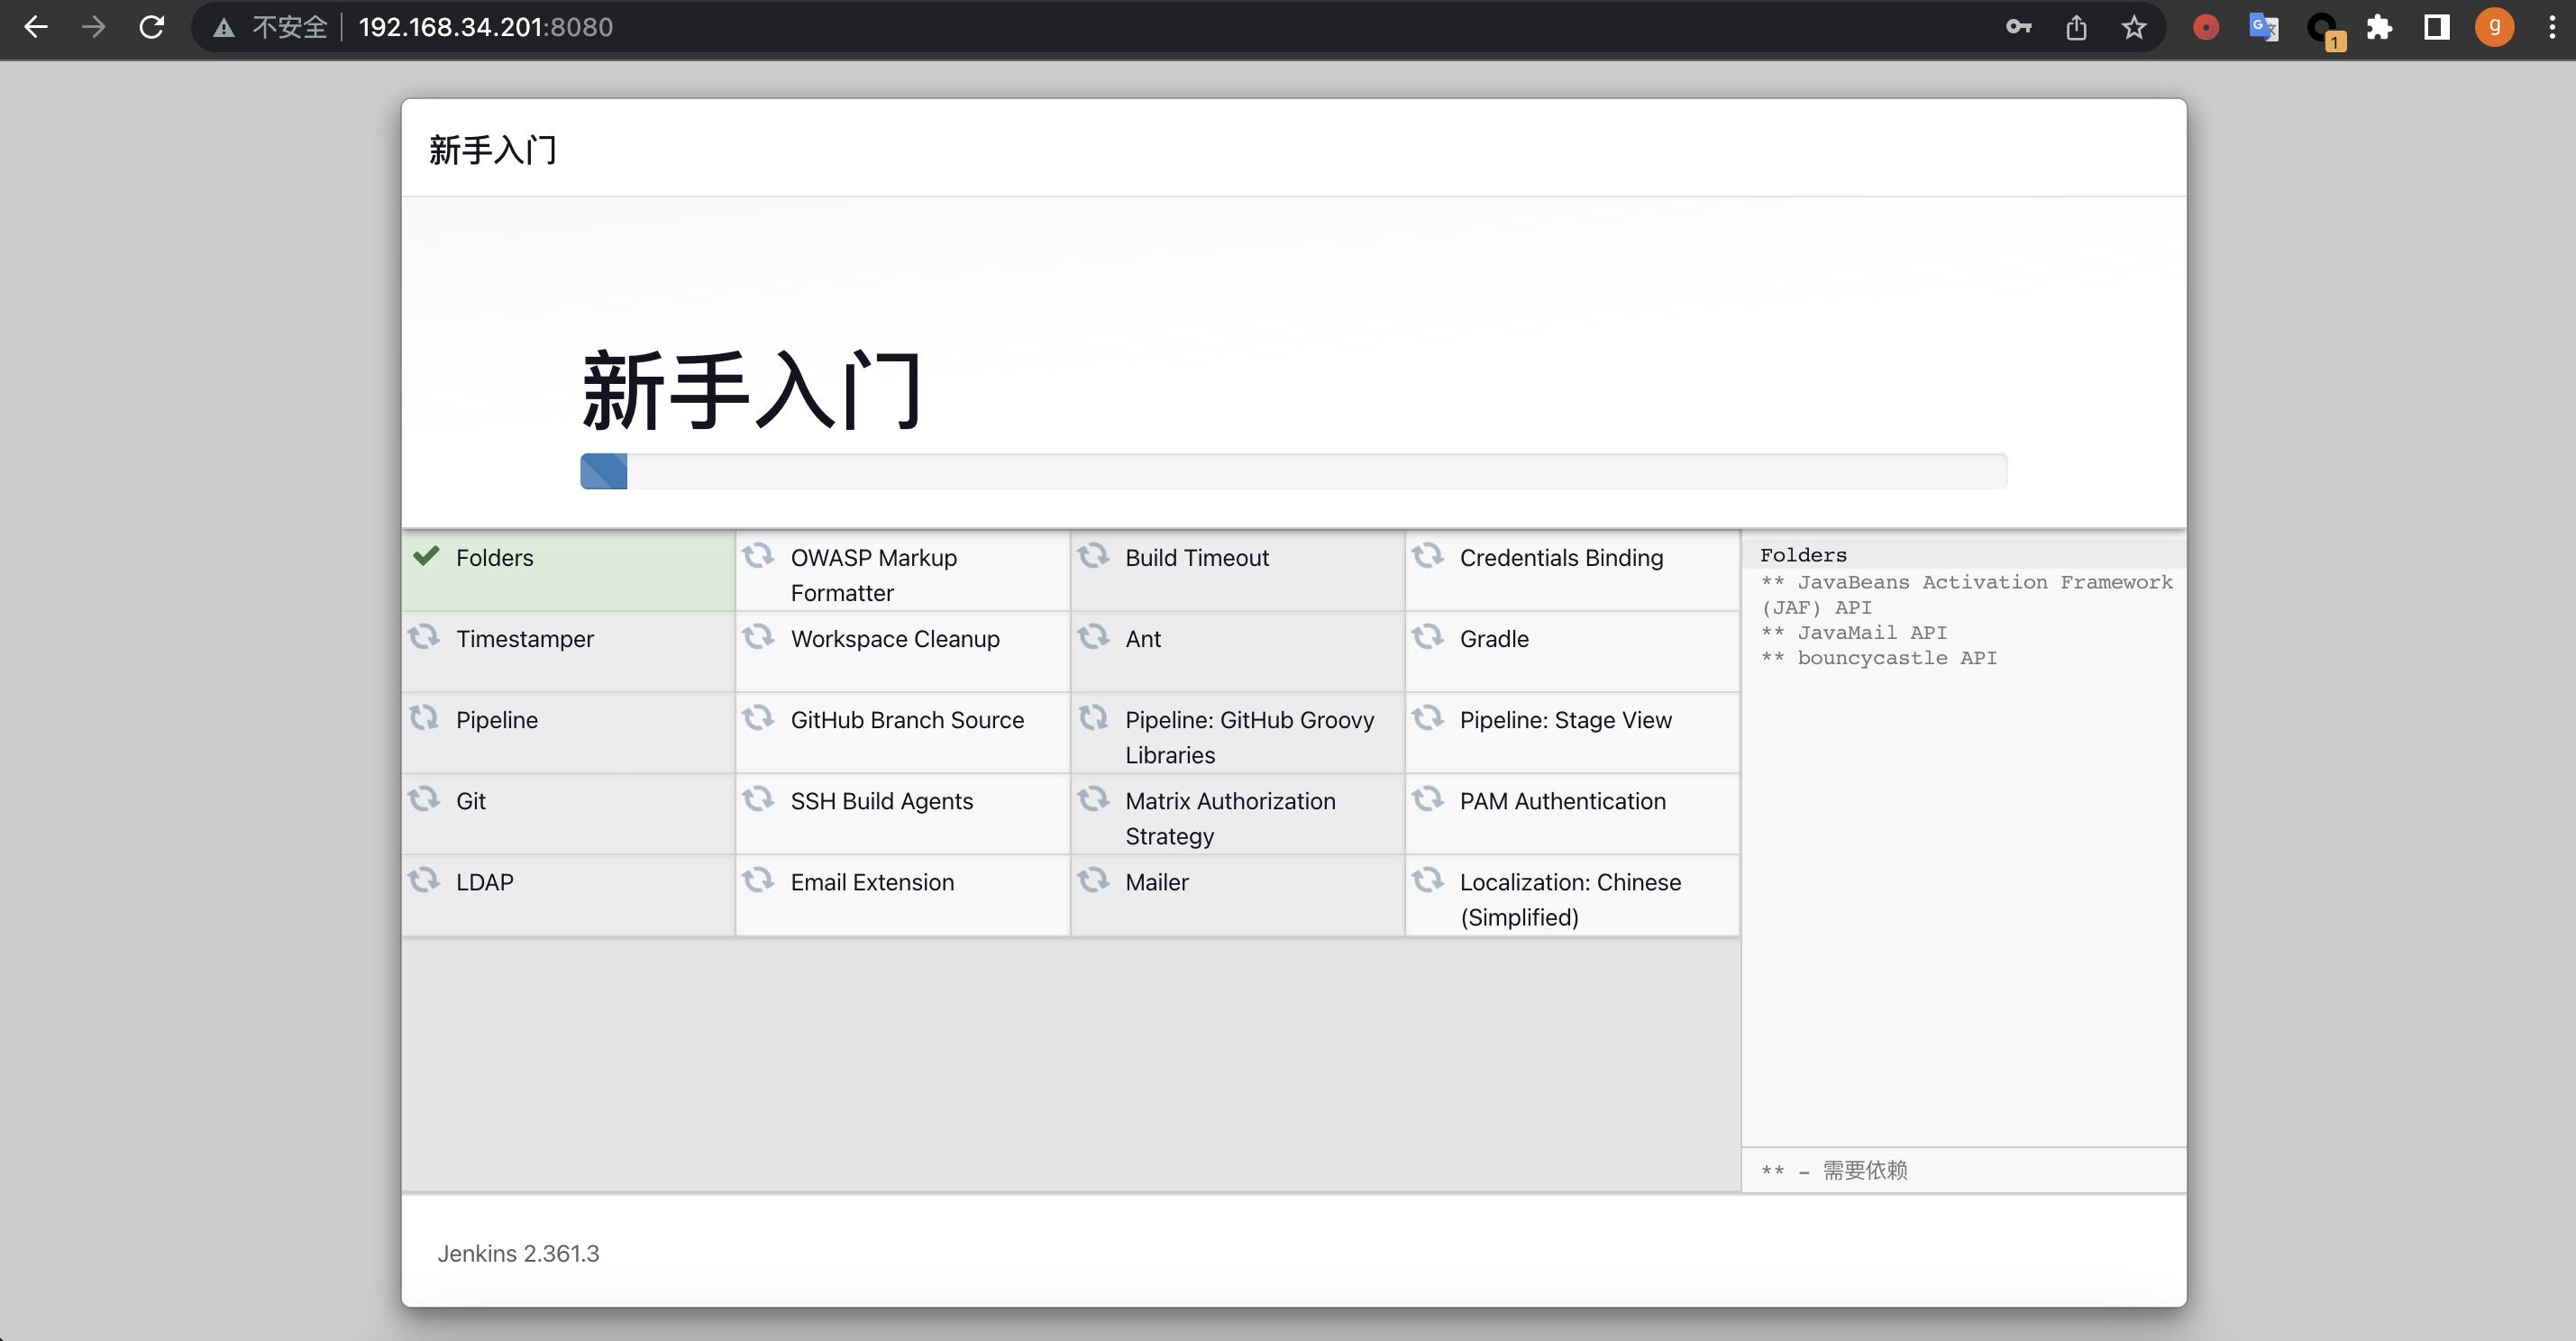 不安全 192.168.34.201:8080
1
g
新手入门
新手入门
Folders
OWASP Markup
Formatter
Build Timeout
Credentials Binding
Timestamper
Workspace Cleanup
Ant
Gradle
Pipeline
GitHub Branch Source
Pipeline: GitHub Groovy
Libraries
Pipeline: Stage View
Git
SSH Build Agents
Matrix Authorization
Strategy
PAM Authentication
LDAP
Email Extension
Mailer
Localization: Chinese
(Simplified)
Folders
** JavaBeans Activation Framework
(JAF) API
** JavaMail API
** bouncycastle API
** – 需要依赖
Jenkins 2.361.3